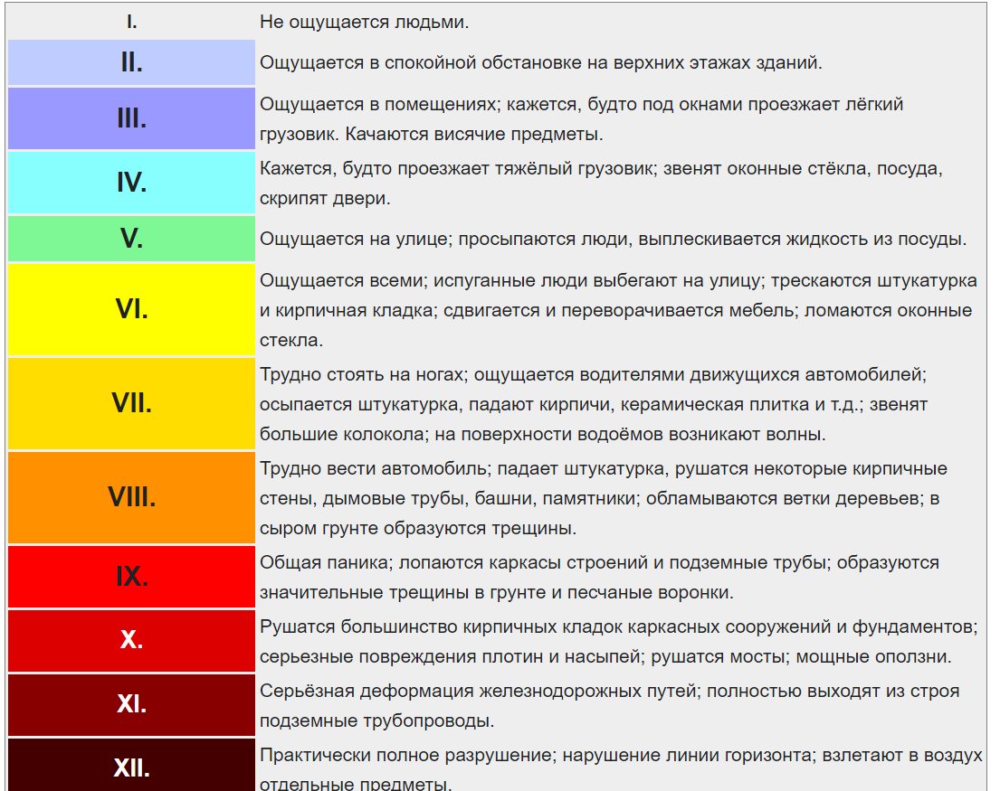 I. Не ощущается людьми.
II. Ощущается в спокойной обстановке на верхних этажах зданий.
III. Ощущается в помещениях; кажется, будто под окнами проезжает лёгкий
грузовик. Качаются висячие предметы.
IV. Кажется, будто проезжает тяжёлый грузовик; звенят оконные стёкла, посуда,
скрипят двери.
V. Ощущается на улице; просыпаются люди, выплескивается жидкость из посуды.
VI. Ощущается всеми; испуганные люди выбегают на улицу; трескаются штукатурка
и кирпичная кладка; сдвигается и переворачивается мебель; ломаются оконные
стекла.
VII. Трудно стоять на ногах; ощущается водителями движущихся автомобилей;
осыпается штукатурка, падают кирпичи, керамическая плитка и т.д.; звенят
большие колокола; на поверхности водоёмов возникают волны.
VIII. Трудно вести автомобиль; падает штукатурка, рушатся некоторые кирпичные
стены, дымовые трубы, башни, памятники; обламываются ветки деревьев; в
сыром грунте образуются трещины.
IX. Общая паника; лопаются каркасы строений и подземные трубы; образуются
значительные трещины в грунте и песчаные воронки.
X. Рушатся большинство кирпичных кладок каркасных сооружений и фундаментов;
серьезные повреждения плотин и насыпей; рушатся мосты; мощные оползни.
XI. Серьёзная деформация железнодорожных путей; полностью выходят из строя
подземные трубопроводы.
XII. Практически полное разрушение; нарушение линии горизонта; взлетают в воздух
отдельные предметы.